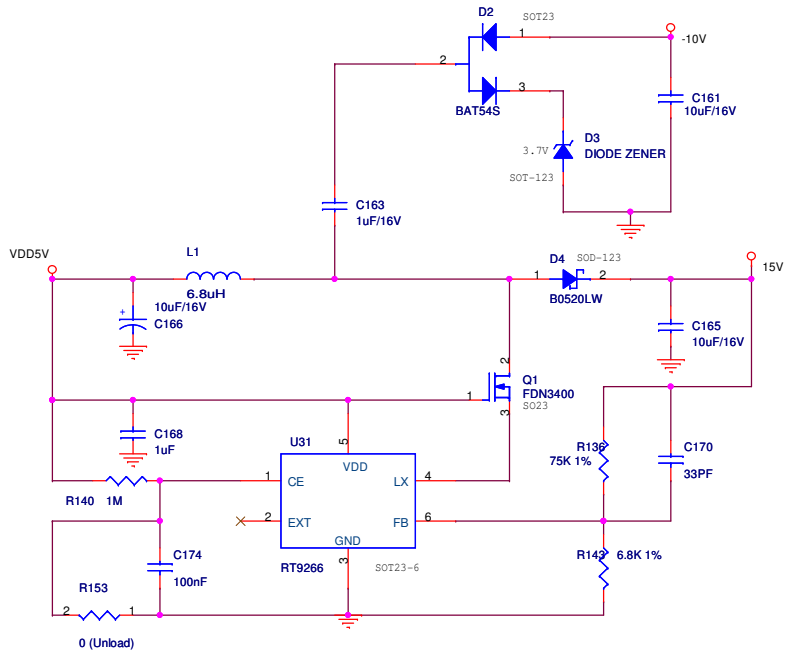 D2
SOT23
1
-10V
2
3
C161
10uF/16V
BAT54S
D3
3.7V
DIODE ZENER
SOT-123
C163
1uF/16V
VDD5V
L1
D4
SOD-123
15V
1
2
6.8uH
B0520LW
10uF/16V
+
C166
C165
10uF/16V
2
Q1
1
FDN3400
SO23
3
C168
1uF
U31
5
R136
75K 1%
C170
33PF
VDD
1
CE
LX
4
R140
1M
2
EXT
FB
6
GND
C174
100nF
3
RT9266
SOT23-6
R143
6.8K 1%
R153
2
1
0 (Unload)